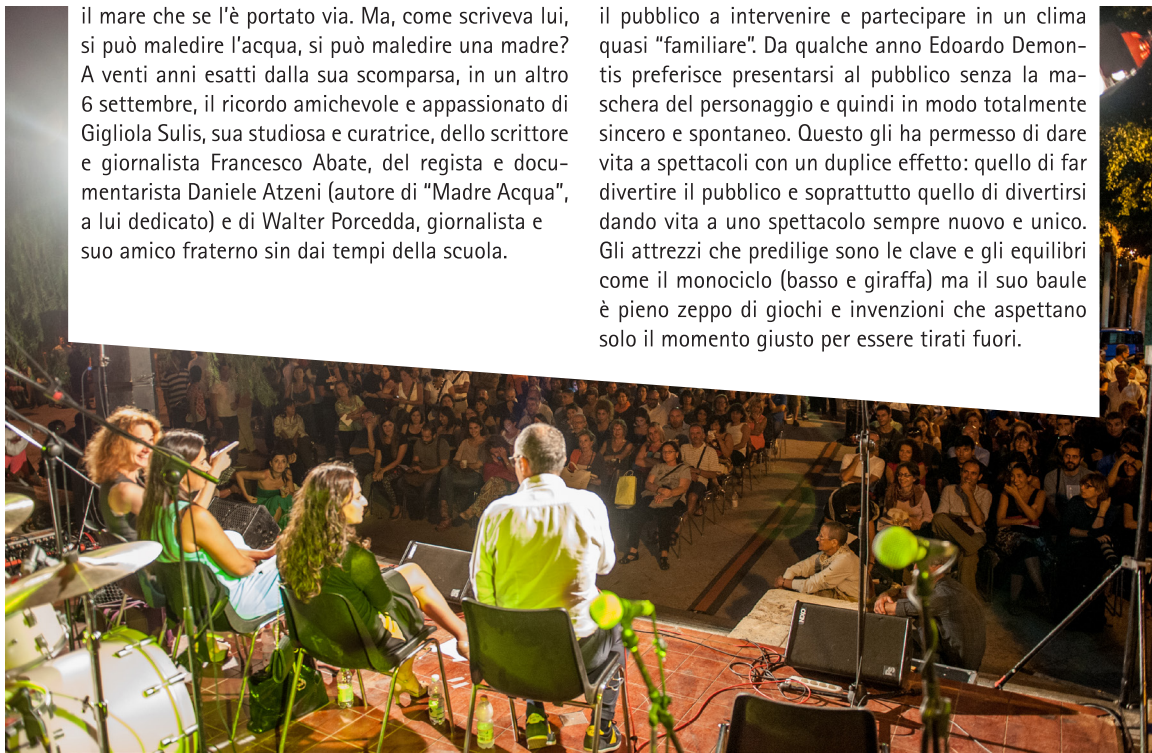 il mare che se l'è portato via. Ma, come scriveva lui,
si può maledire l'acqua, si può maledire una madre?
A venti anni esatti dalla sua scomparsa, in un altro
6 settembre, il ricordo amichevole e appassionato di
Gigliola Sulis, sua studiosa e curatrice, dello scrittore
e giornalista Francesco Abate, del regista e docu-
mentarista Daniele Atzeni (autore di “Madre Acqua”,
a lui dedicato) e di Walter Porcedda, giornalista e
suo amico fraterno sin dai tempi della scuola.
il pubblico a intervenire e partecipare in un clima
quasi “familiare”. Da qualche anno Edoardo Demon-
tis preferisce presentarsi al pubblico senza la ma-
schera del personaggio e quindi in modo totalmente
sincero e spontaneo. Questo gli ha permesso di dare
vita a spettacoli con un duplice effetto: quello di far
divertire il pubblico e soprattutto quello di divertirsi
dando vita a uno spettacolo sempre nuovo e unico.
Gli attrezzi che predilige sono le clave e gli equilibri
come il monociclo (basso e giraffa) ma il suo baule
è pieno zeppo di giochi e invenzioni che aspettano
solo il momento giusto per essere tirati fuori.